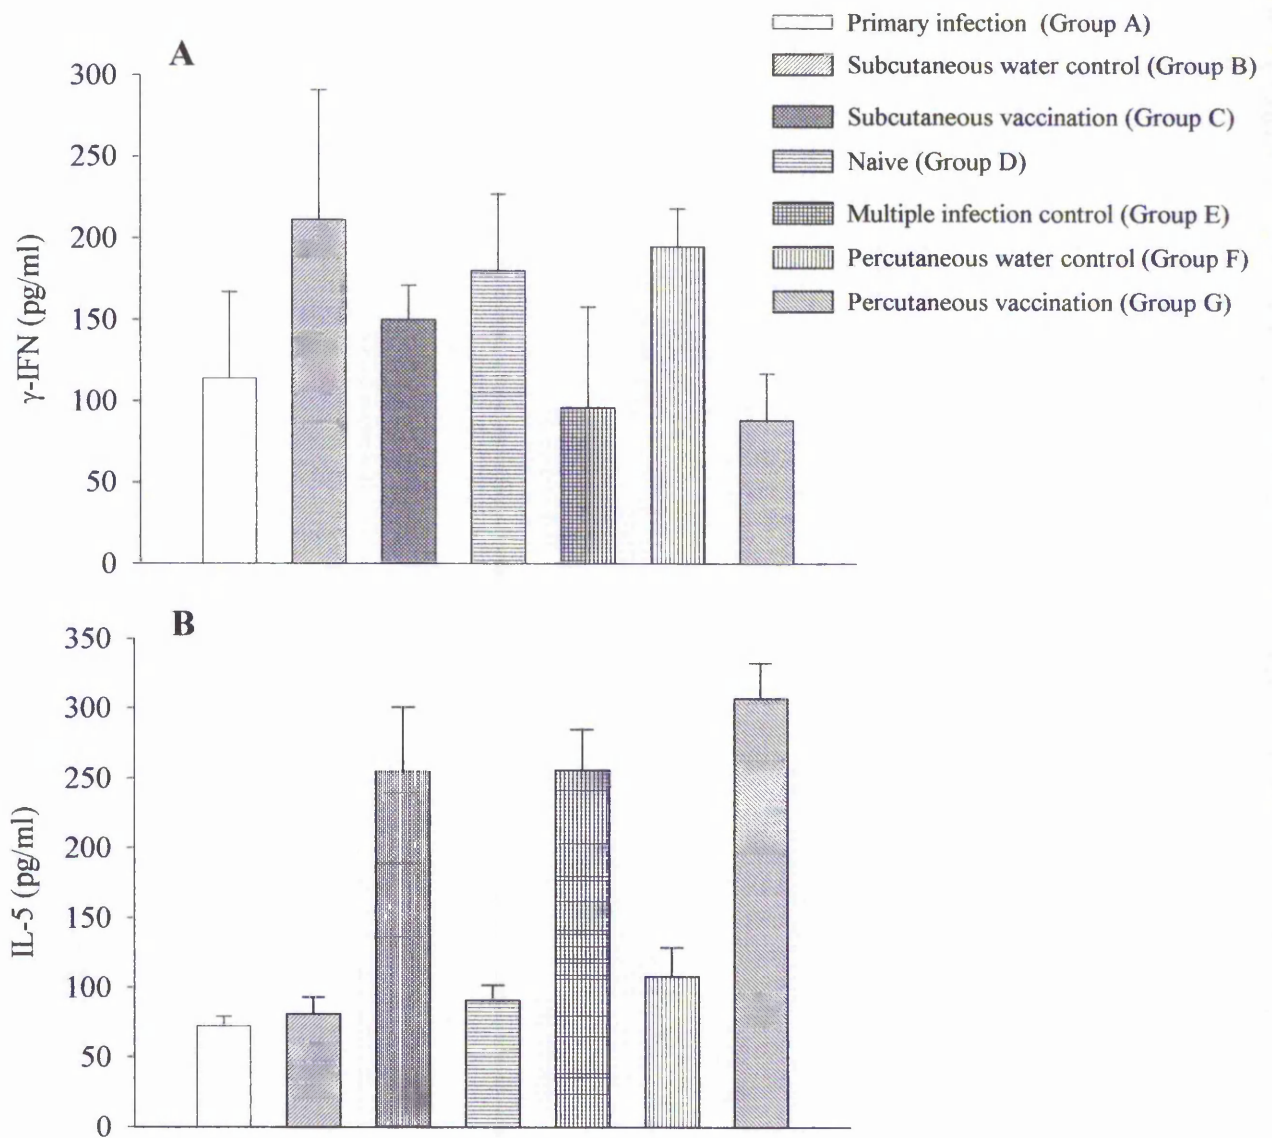 Primary infection (Group A)
Subcutaneous water control (Group B)
Subcutaneous vaccination (Group C)
Naive (Group D)
Multiple infection control (Group E)
Percutaneous water control (Group F)
Percutaneous vaccination (Group G)
A
300
250
200
150
100
50
0
γ-IFN (pg/ml)
B
350
300
250
200
150
100
50
0
IL-5 (pg/ml)